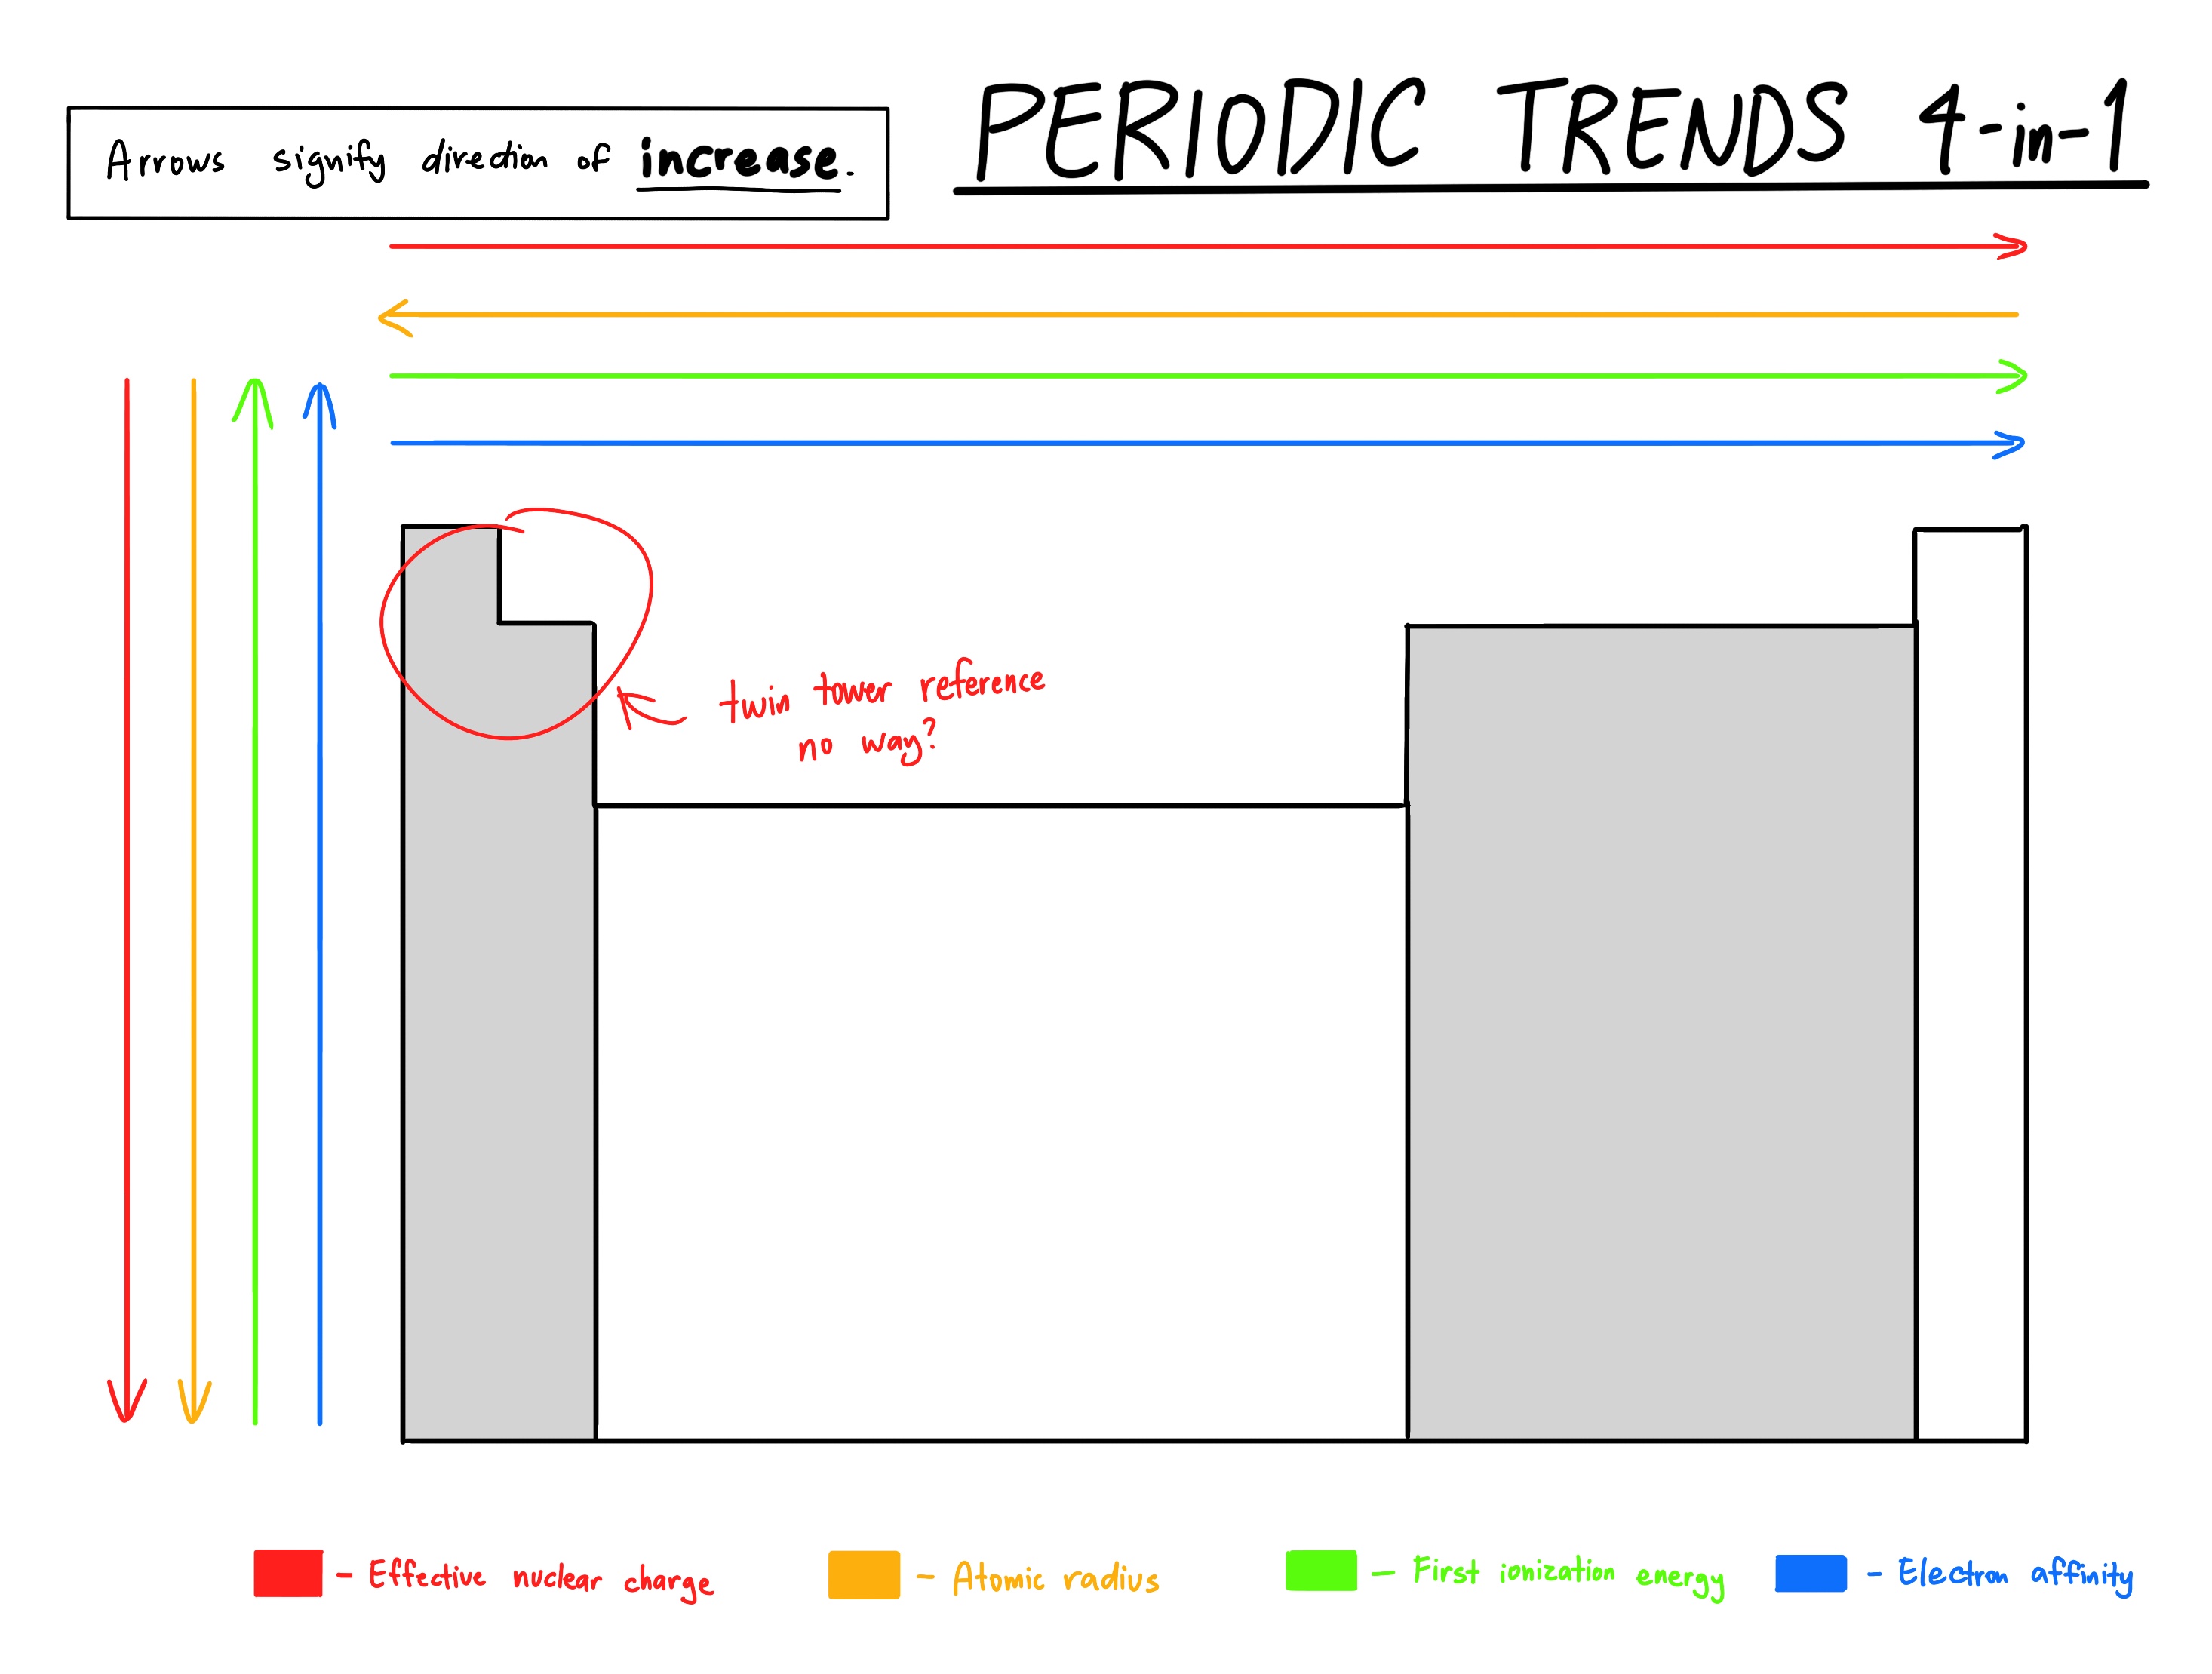 PERIODIC TRENDS 4-in-1
Arrows signify direction of increase.
twin tower reference
no way?
- Effective nuclear charge
- Atomic radius
- First ionization energy
- Electron affinity